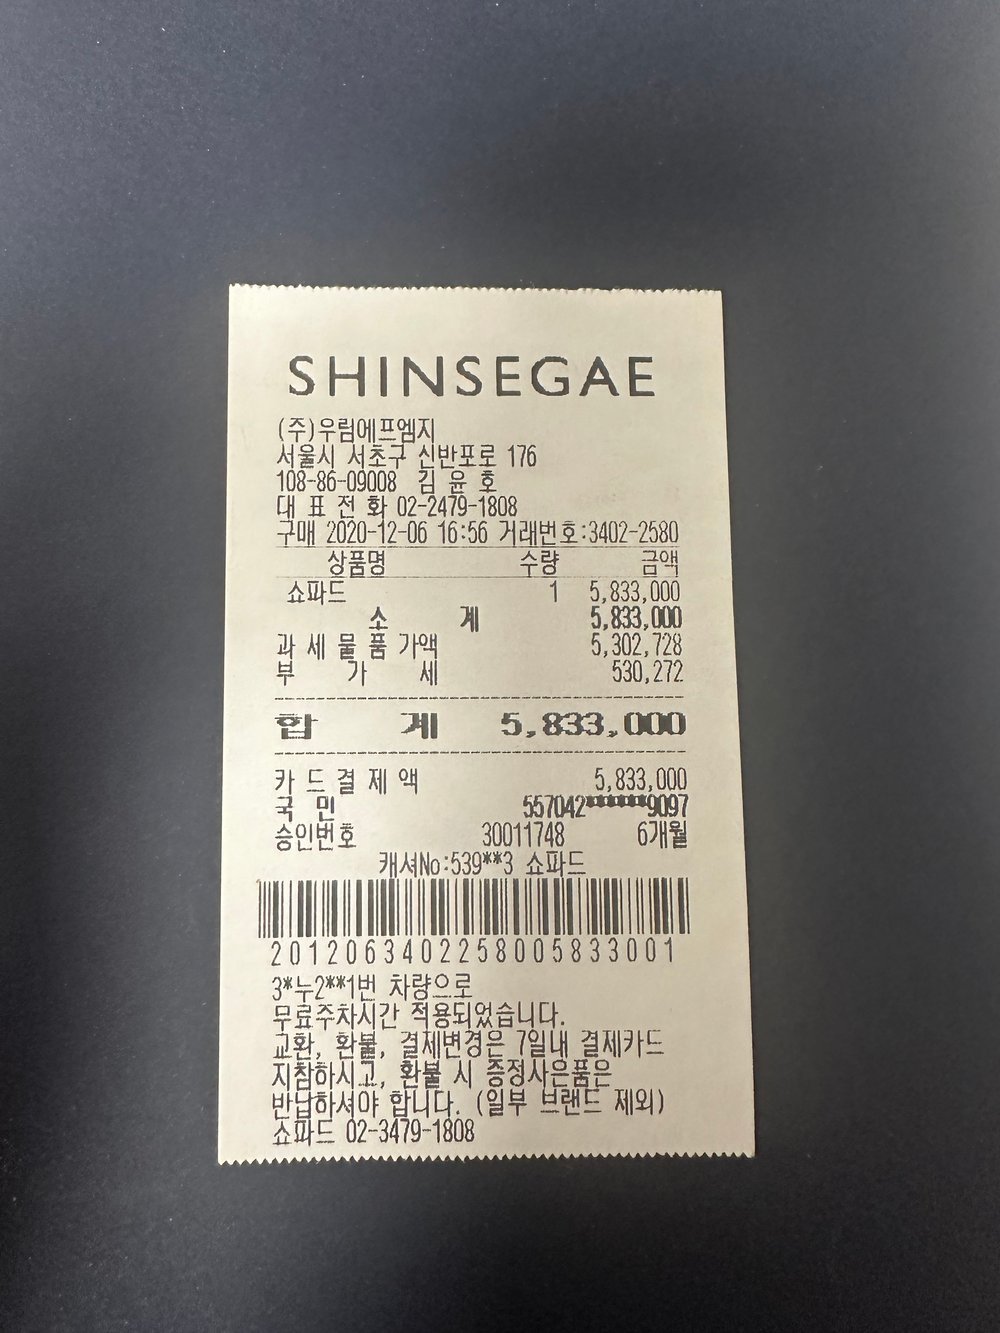 SHINSEGAE
(주)우림에프엠지
서울시 서초구 신반포로 176
108-86-09008 김 윤 호
대 표 전 화 02-2479-1808
구매 2020-12-06 16:56 거래번호:3402-2580
상품명 수량 금액
쇼파드 1 5,833,000
소 계 5,833,000
과 세 물 품 가액 5,302,728
부 가 세 530,272
합 계 5,833,000
카 드 결 제 액 5,833,000
국 민 557042******9097
승인번호 30011748 6개월
캐셔No:539**3 쇼파드
2012063402258005833001
3*누2**1번 차량으로
무료주차시간 적용되었습니다.
교환, 환불, 결제변경은 7일내 결제카드
지참하시고, 환불 시 증정사은품은
반납하셔야 합니다. (일부 브랜드 제외)
쇼파드 02-3479-1808